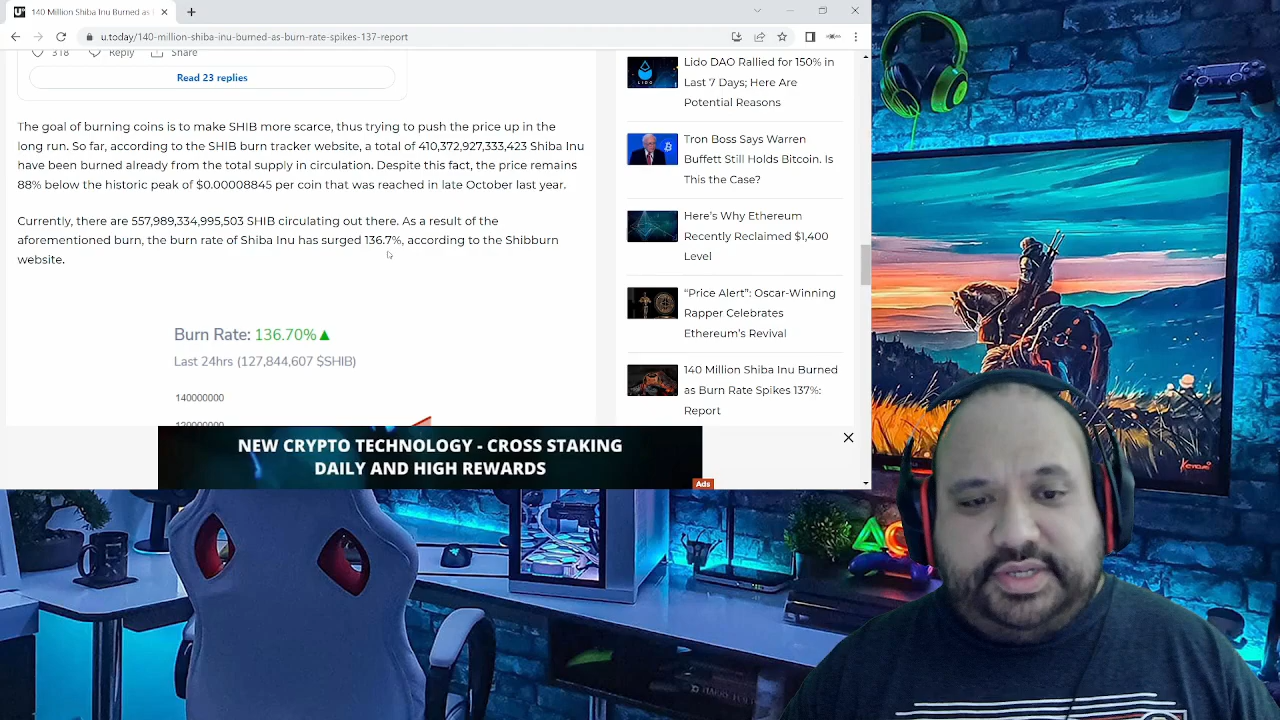 140 Million Shiba Inu Burned as
u.today/140-million-shiba-inu-burned-as-burn-rate-spikes-137-report
318 Reply Share
Read 23 replies
The goal of burning coins is to make SHIB more scarce, thus trying to push the price up in the
long run. So far, according to the SHIB burn tracker website, a total of 410,372,927,333,423 Shiba Inu
have been burned already from the total supply in circulation. Despite this fact, the price remains
88% below the historic peak of $0.00008845 per coin that was reached in late October last year.
Currently, there are 557,989,334,995,503 SHIB circulating out there. As a result of the
aforementioned burn, the burn rate of Shiba Inu has surged 136.7%, according to the Shibburn
website.
Burn Rate: 136.70%▲
Last 24hrs (127,844,607 $SHIB)
140000000
120000000
Lido DAO Rallied for 150% in
Last 7 Days; Here Are
Potential Reasons
LIDO
Tron Boss Says Warren
Buffett Still Holds Bitcoin. Is
This the Case?
Here's Why Ethereum
Recently Reclaimed $1,400
Level
“Price Alert”: Oscar-Winning
Rapper Celebrates
Ethereum's Revival
140 Million Shiba Inu Burned
as Burn Rate Spikes 137%:
Report
NEW CRYPTO TECHNOLOGY - CROSS STAKING
DAILY AND HIGH REWARDS
Ads